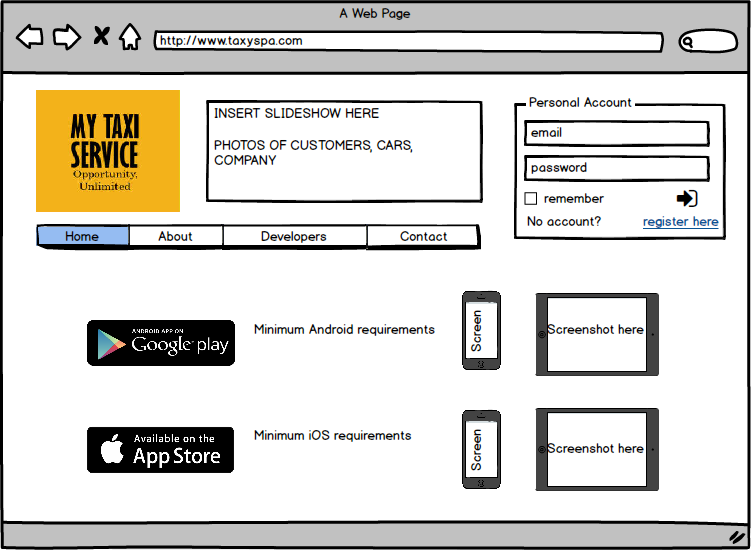 A Web Page
http://www.taxyspa.com
MY TAXI
SERVICE
Opportunity,
Unlimited
INSERT SLIDESHOW HERE
PHOTOS OF CUSTOMERS, CARS,
COMPANY
Personal Account
email
password
remember
No account? register here
Home About Developers Contact
ANDROID APP ON
Google play
Minimum Android requirements
Screen
Screenshot here
Available on the
App Store
Minimum iOS requirements
Screen
Screenshot here